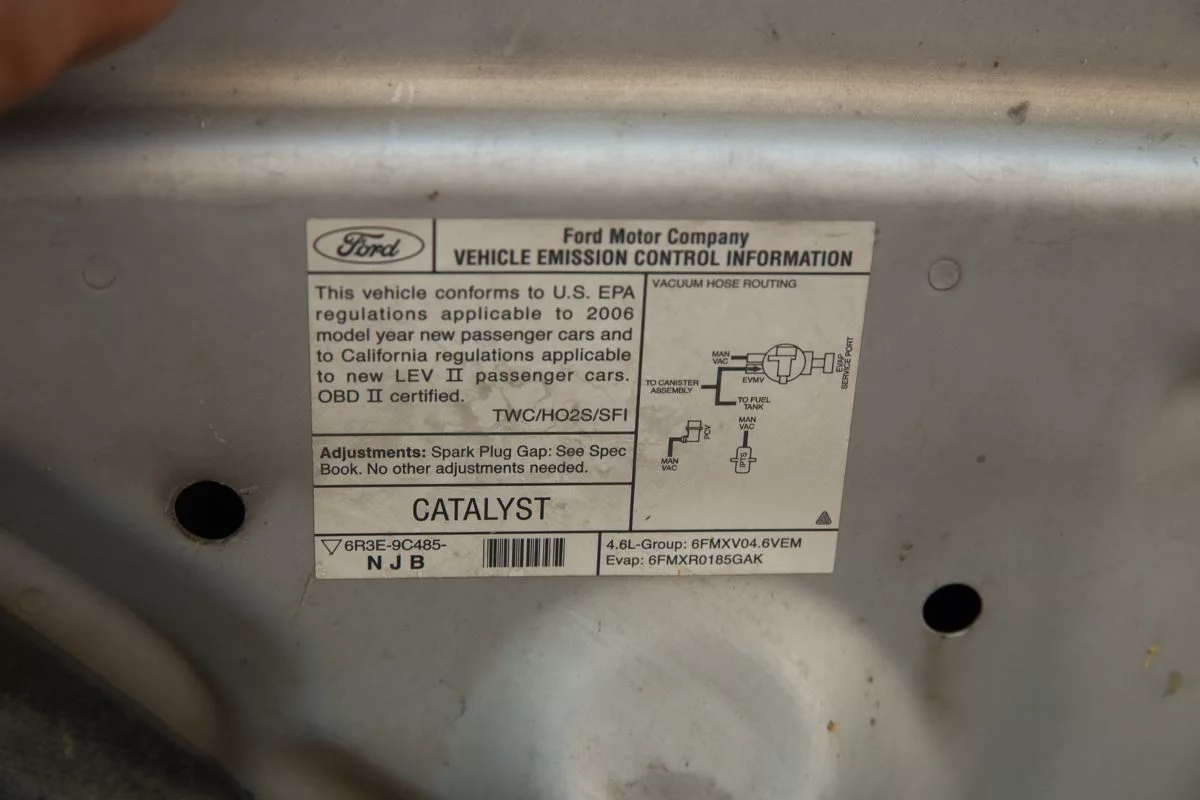 Ford
Ford Motor Company
VEHICLE EMISSION CONTROL INFORMATION
This vehicle conforms to U.S. EPA
regulations applicable to 2006
model year new passenger cars and
to California regulations applicable
to new LEV II passenger cars.
OBD II certified.
TWC/HO2S/SFI
Adjustments: Spark Plug Gap: See Spec
Book. No other adjustments needed.
CATALYST
6R3E-9C485-
N J B
VACUUM HOSE ROUTING
MAN
VAC
EVMV
EVAP
SERVICE PORT
TO CANISTER
ASSEMBLY
TO FUEL
TANK
PCV
MAN
VAC
MAN
VAC
IPTS
4.6L-Group: 6FMXV04.6VEM
Evap: 6FMXR0185GAK